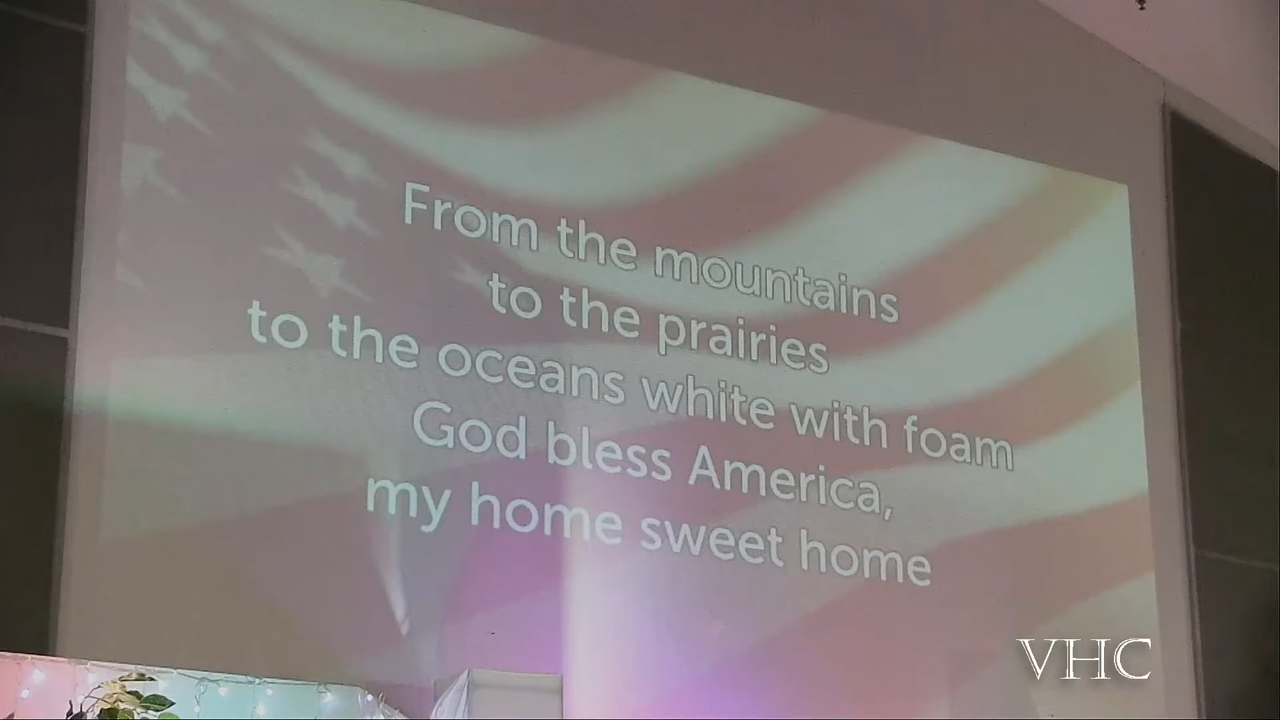 From the mountains
to the prairies
to the oceans white with foam
God bless America,
my home sweet home
VHC